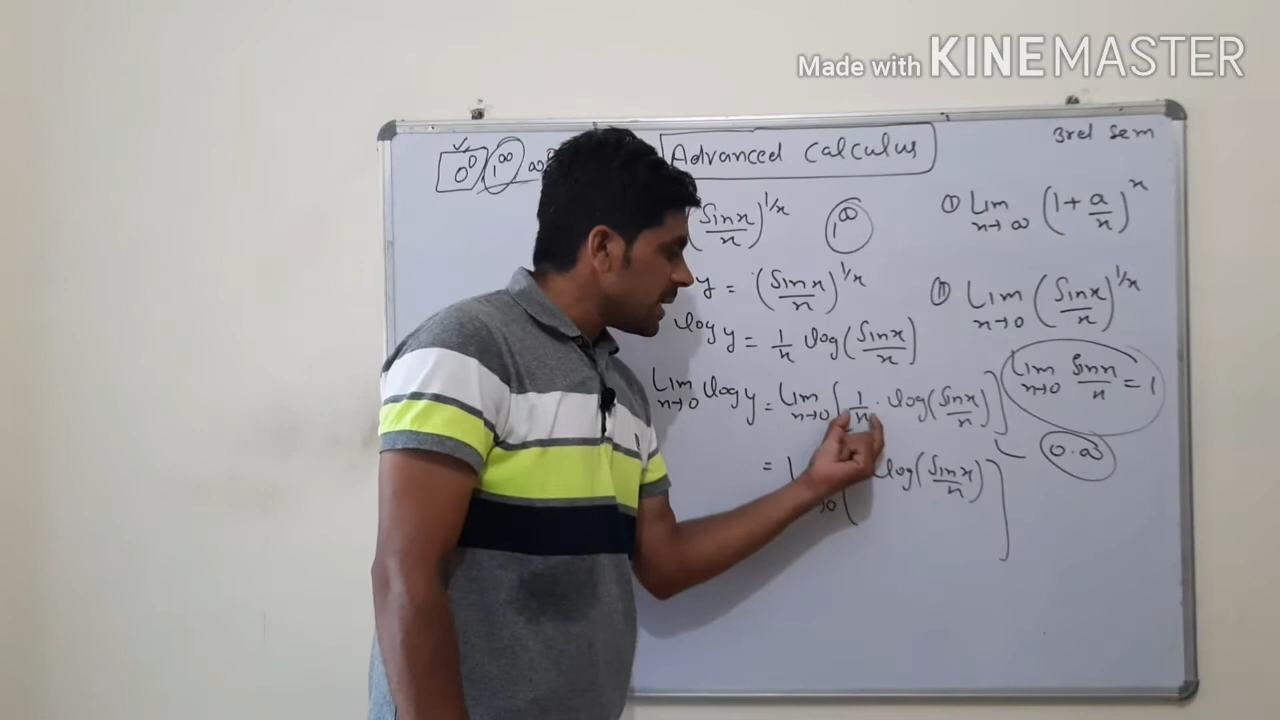 Made with KINEMASTER
0⁰ 1^∞ ∞ Advanced Calculus 3rd Sem
(Sinx/x)^1/x 1^∞
① Lim x→∞ (1 + a/x)^x
y = (Sinx/x)^1/x
② Lim x→0 (Sinx/x)^1/x
log y = 1/x log(Sinx/x)
Lim x→0 Sinx/x = 1
Lim x→0 log y = Lim x→0 [1/x · log(Sinx/x)]
0·∞
= log(Sinx/x)]